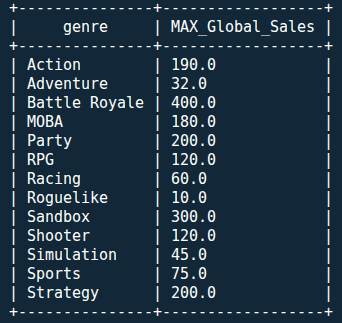 +---------------+------------------+
|     genre     | MAX_Global_Sales |
+---------------+------------------+
| Action        | 190.0            |
| Adventure     | 32.0             |
| Battle Royale | 400.0            |
| MOBA          | 180.0            |
| Party         | 200.0            |
| RPG           | 120.0            |
| Racing        | 60.0             |
| Roguelike     | 10.0             |
| Sandbox       | 300.0            |
| Shooter       | 120.0            |
| Simulation    | 45.0             |
| Sports        | 75.0             |
| Strategy      | 200.0            |
+---------------+------------------+